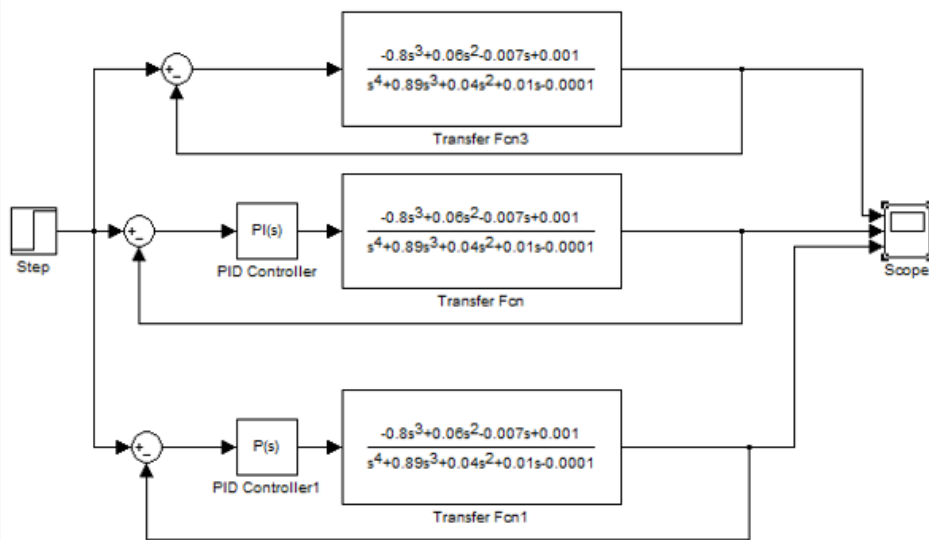 -0.8s³+0.06s²-0.007s+0.001
s⁴+0.89s³+0.04s²+0.01s-0.0001
Transfer Fcn3
+
−
Step
+
−
PI(s)
PID Controller
-0.8s³+0.06s²-0.007s+0.001
s⁴+0.89s³+0.04s²+0.01s-0.0001
Transfer Fcn
Scope
+
−
P(s)
PID Controller1
-0.8s³+0.06s²-0.007s+0.001
s⁴+0.89s³+0.04s²+0.01s-0.0001
Transfer Fcn1